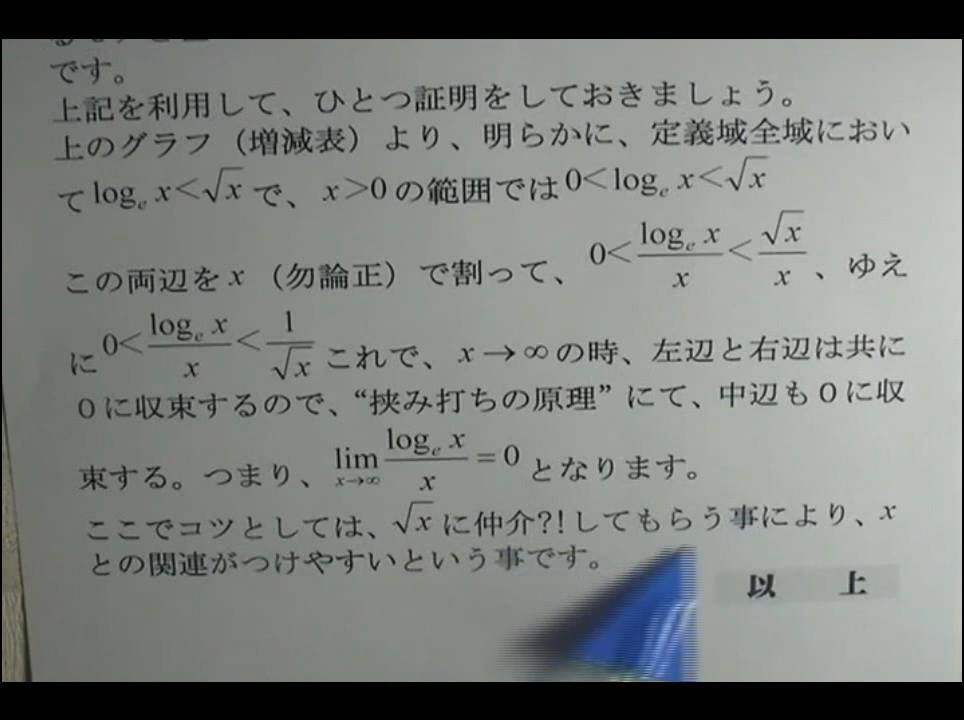 です。
上記を利用して、ひとつ証明をしておきましょう。
上のグラフ（増減表）より、明らかに、定義域全域におい
て log_e x<√x で、x>0 の範囲では 0<log_e x<√x
この両辺を x （勿論正）で割って、 0< (log_e x)/x < √x/x 、ゆえ
に 0< (log_e x)/x < 1/√x これで、x→∞の時、左辺と右辺は共に
０に収束するので、“挟み打ちの原理”にて、中辺も０に収
束する。つまり、 lim_{x→∞} (log_e x)/x =0 となります。
ここでコツとしては、√x に仲介?!してもらう事により、x
との関連がつけやすいという事です。
以　上